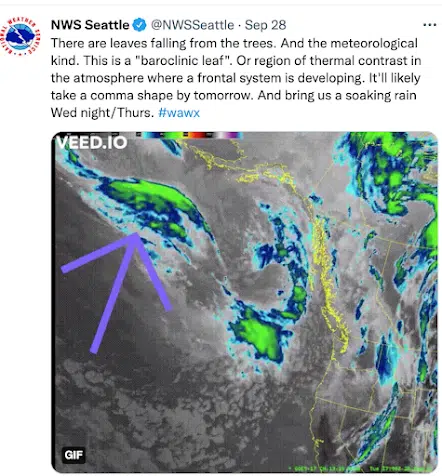 NWS Seattle @NWSSeattle · Sep 28
There are leaves falling from the trees. And the meteorological
kind. This is a "baroclinic leaf". Or region of thermal contrast in
the atmosphere where a frontal system is developing. It'll likely
take a comma shape by tomorrow. And bring us a soaking rain
Wed night/Thurs. #wawx
VEED.IO
GIF